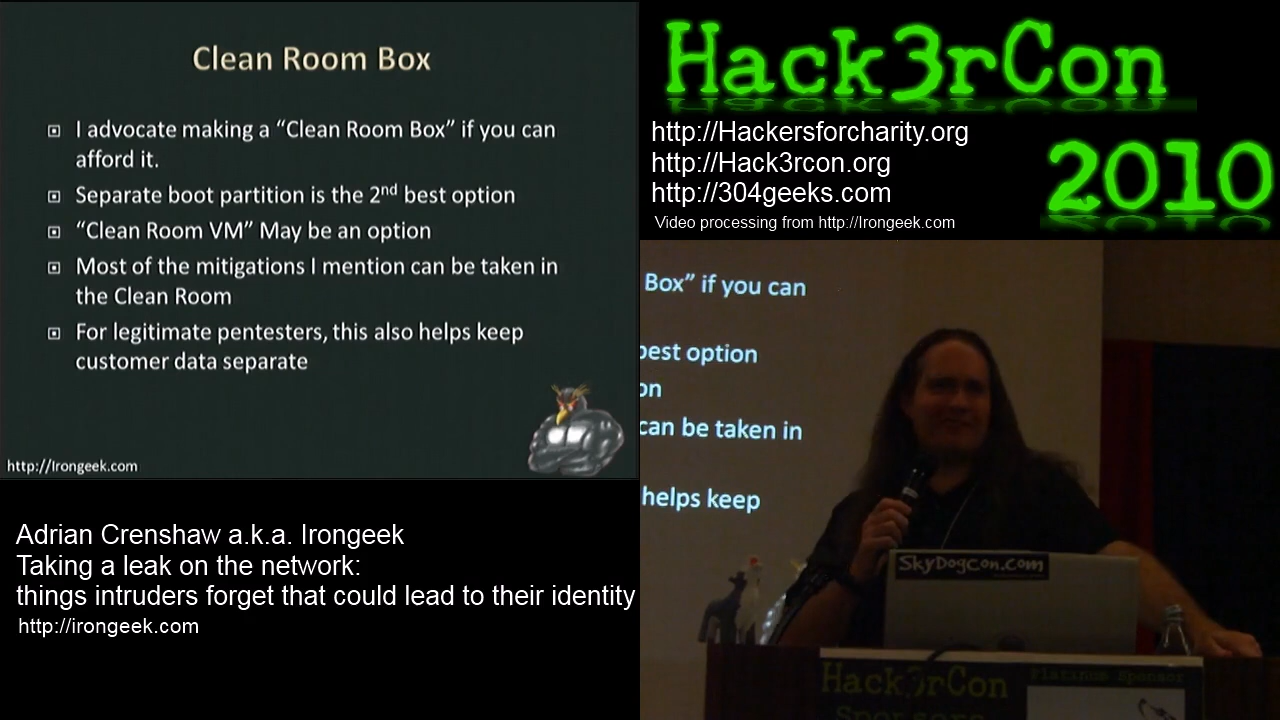 Clean Room Box
I advocate making a “Clean Room Box” if you can
afford it.
Separate boot partition is the 2nd best option
“Clean Room VM” May be an option
Most of the mitigations I mention can be taken in
the Clean Room
For legitimate pentesters, this also helps keep
customer data separate
http://Irongeek.com
Adrian Crenshaw a.k.a. Irongeek
Taking a leak on the network:
things intruders forget that could lead to their identity
http://irongeek.com
Hack3rCon
2010
http://Hackersforcharity.org
http://Hack3rcon.org
http://304geeks.com
Video processing from http://Irongeek.com
Box” if you can
best option
on
can be taken in
helps keep
SkyDogCon.com
Hack3rCon
Platinum Sponsor
Sponsors